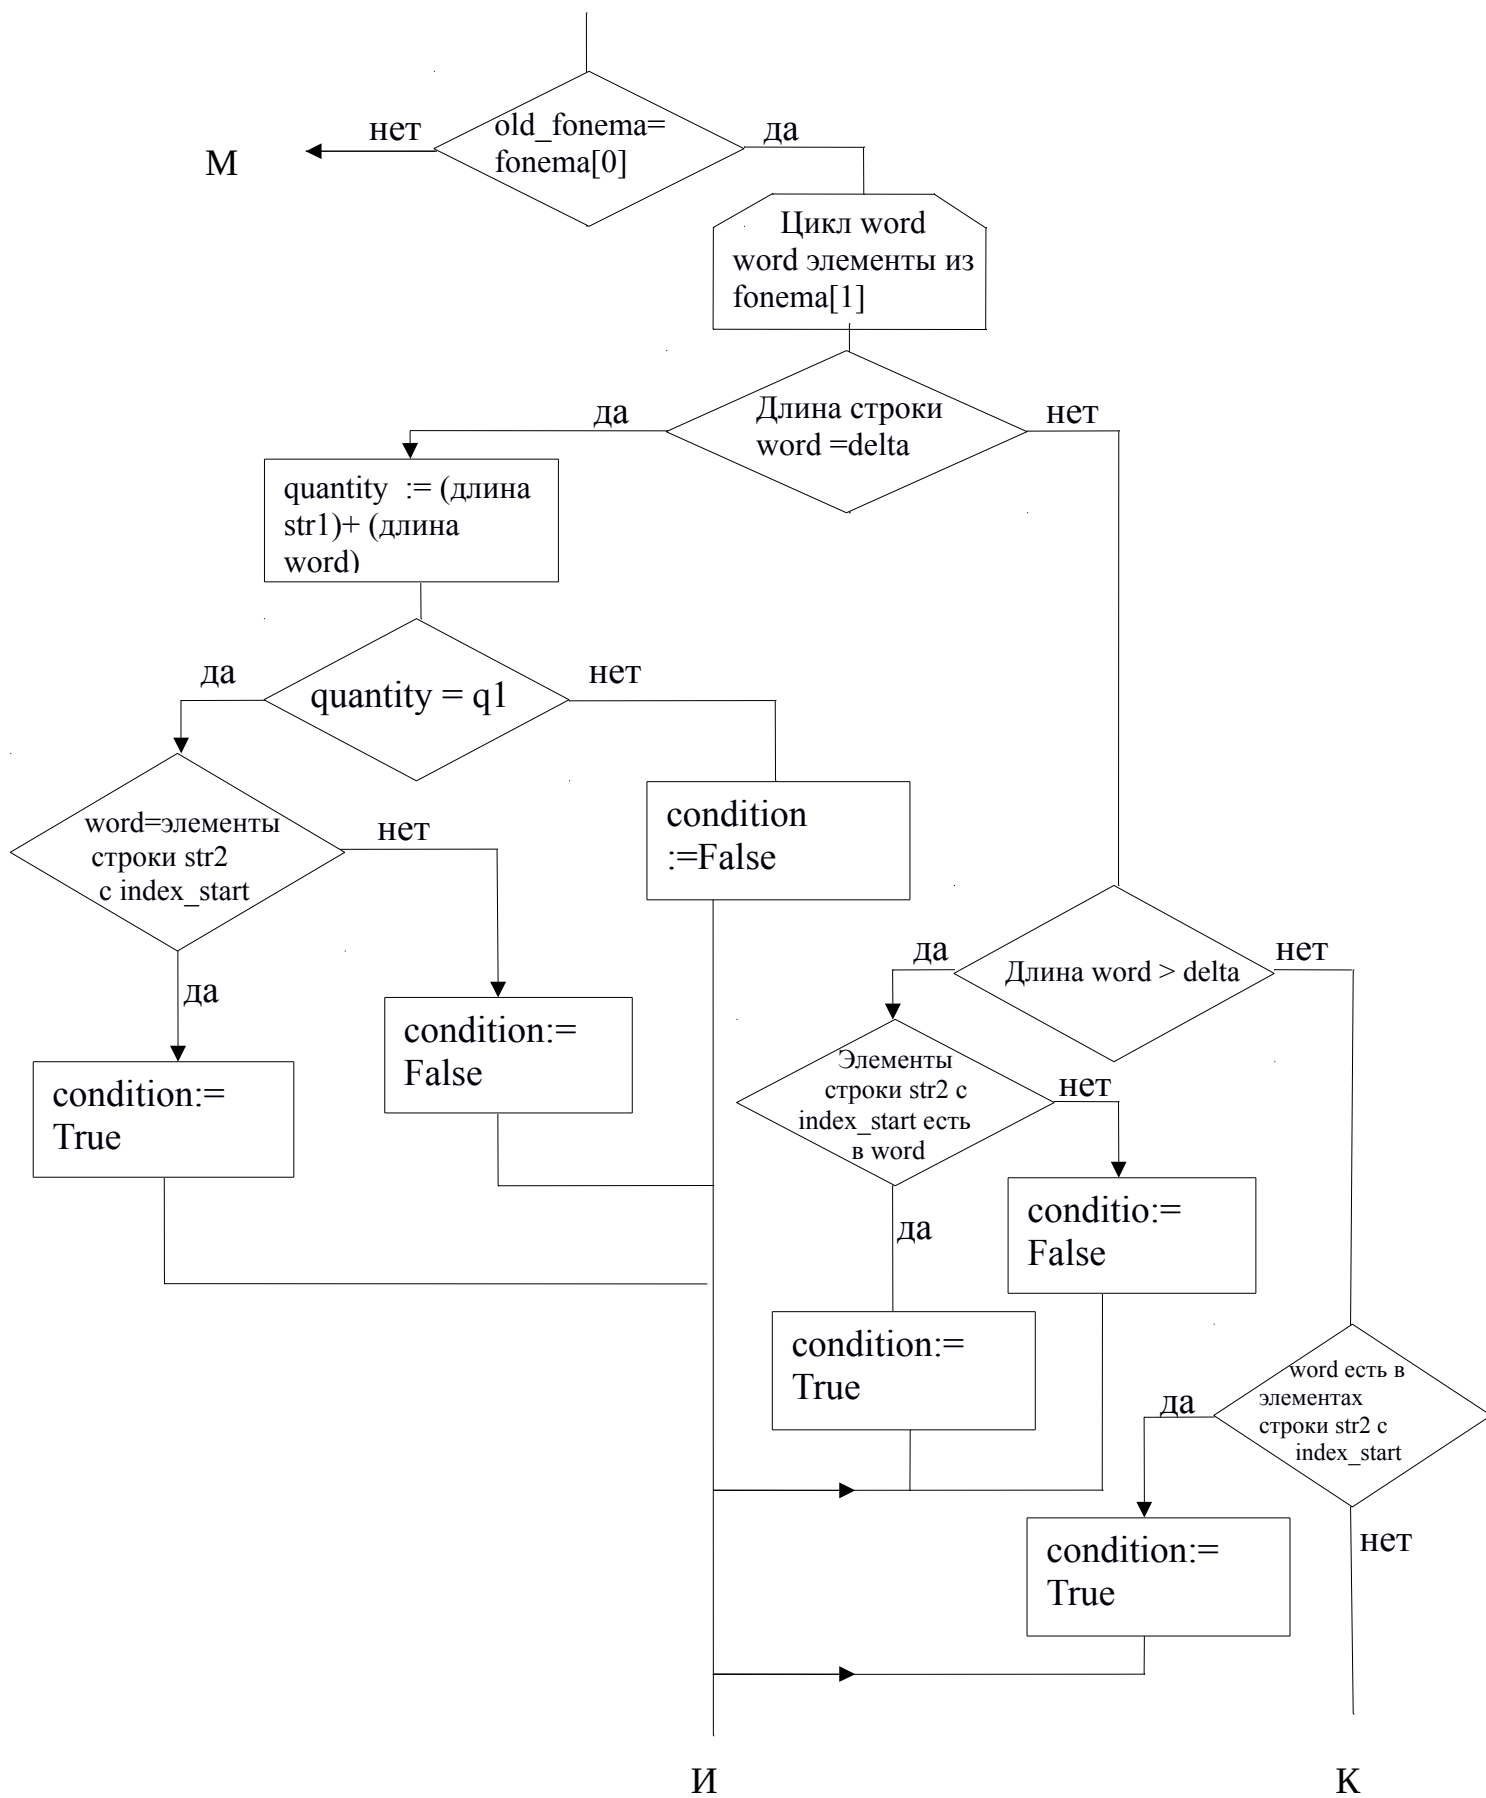 нет
old_fonema=
fonema[0]
да
М
Цикл word
word элементы из
fonema[1]
да
Длина строки
word =delta
нет
quantity := (длина
str1)+ (длина
word)
да
quantity = q1
нет
word=элементы
строки str2
с index_start
нет
condition
:=False
да
condition:=
True
condition:=
False
да
Длина word > delta
нет
Элементы
строки str2 с
index_start есть
в word
нет
да
conditio:=
False
condition:=
True
word есть в
элементах
строки str2 с
index_start
да
нет
condition:=
True
И
К